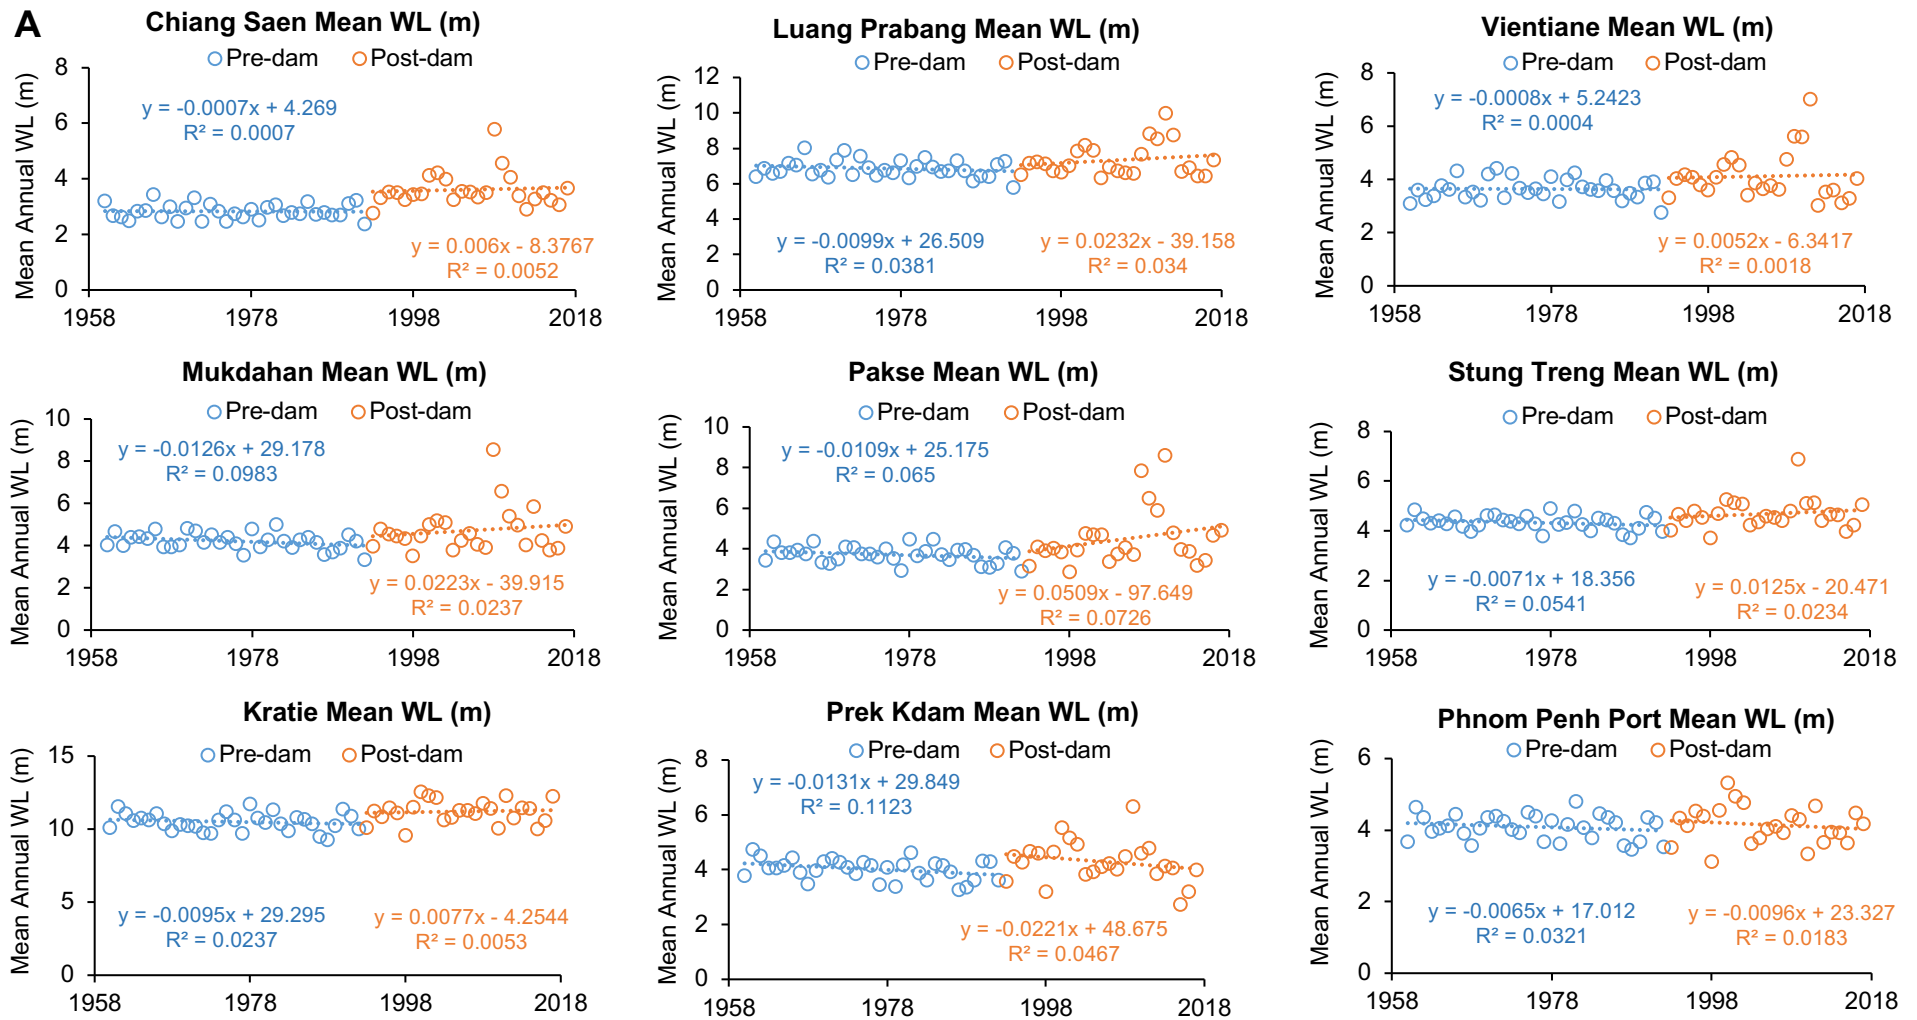 A
Chiang Saen Mean WL (m)
Pre-dam Post-dam
Mean Annual WL (m)
8
6
4
2
0
y = -0.0007x + 4.269
R² = 0.0007
y = 0.006x - 8.3767
R² = 0.0052
1958 1978 1998 2018
Luang Prabang Mean WL (m)
Pre-dam Post-dam
Mean Annual WL (m)
12
10
8
6
4
2
0
y = -0.0099x + 26.509
R² = 0.0381
y = 0.0232x - 39.158
R² = 0.034
1958 1978 1998 2018
Vientiane Mean WL (m)
Pre-dam Post-dam
Mean Annual WL (m)
8
6
4
2
0
y = -0.0008x + 5.2423
R² = 0.0004
y = 0.0052x - 6.3417
R² = 0.0018
1958 1978 1998 2018
Mukdahan Mean WL (m)
Pre-dam Post-dam
Mean Annual WL (m)
10
8
6
4
2
0
y = -0.0126x + 29.178
R² = 0.0983
y = 0.0223x - 39.915
R² = 0.0237
1958 1978 1998 2018
Pakse Mean WL (m)
Pre-dam Post-dam
Mean Annual WL (m)
10
8
6
4
2
0
y = -0.0109x + 25.175
R² = 0.065
y = 0.0509x - 97.649
R² = 0.0726
1958 1978 1998 2018
Stung Treng Mean WL (m)
Pre-dam Post-dam
Mean Annual WL (m)
8
6
4
2
0
y = -0.0071x + 18.356
R² = 0.0541
y = 0.0125x - 20.471
R² = 0.0234
1958 1978 1998 2018
Kratie Mean WL (m)
Pre-dam Post-dam
Mean Annual WL (m)
15
10
5
0
y = -0.0095x + 29.295
R² = 0.0237
y = 0.0077x - 4.2544
R² = 0.0053
1958 1978 1998 2018
Prek Kdam Mean WL (m)
Pre-dam Post-dam
Mean Annual WL (m)
8
6
4
2
0
y = -0.0131x + 29.849
R² = 0.1123
y = -0.0221x + 48.675
R² = 0.0467
1958 1978 1998 2018
Phnom Penh Port Mean WL (m)
Pre-dam Post-dam
Mean Annual WL (m)
6
4
2
0
y = -0.0065x + 17.012
R² = 0.0321
y = -0.0096x + 23.327
R² = 0.0183
1958 1978 1998 2018